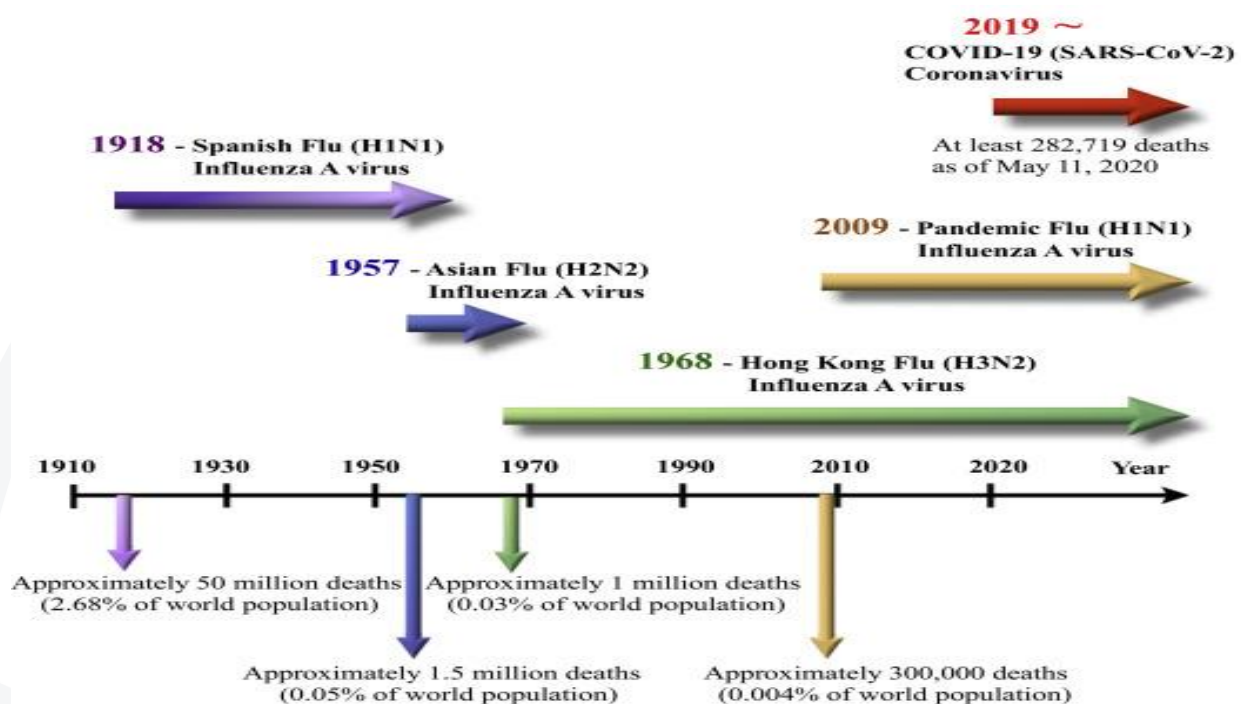 2019 ~
COVID-19 (SARS-CoV-2)
Coronavirus
At least 282,719 deaths
as of May 11, 2020
1918 - Spanish Flu (H1N1)
Influenza A virus
2009 - Pandemic Flu (H1N1)
Influenza A virus
1957 - Asian Flu (H2N2)
Influenza A virus
1968 - Hong Kong Flu (H3N2)
Influenza A virus
1910 1930 1950 1970 1990 2010 2020 Year
Approximately 50 million deaths
(2.68% of world population)
Approximately 1 million deaths
(0.03% of world population)
Approximately 1.5 million deaths
(0.05% of world population)
Approximately 300,000 deaths
(0.004% of world population)